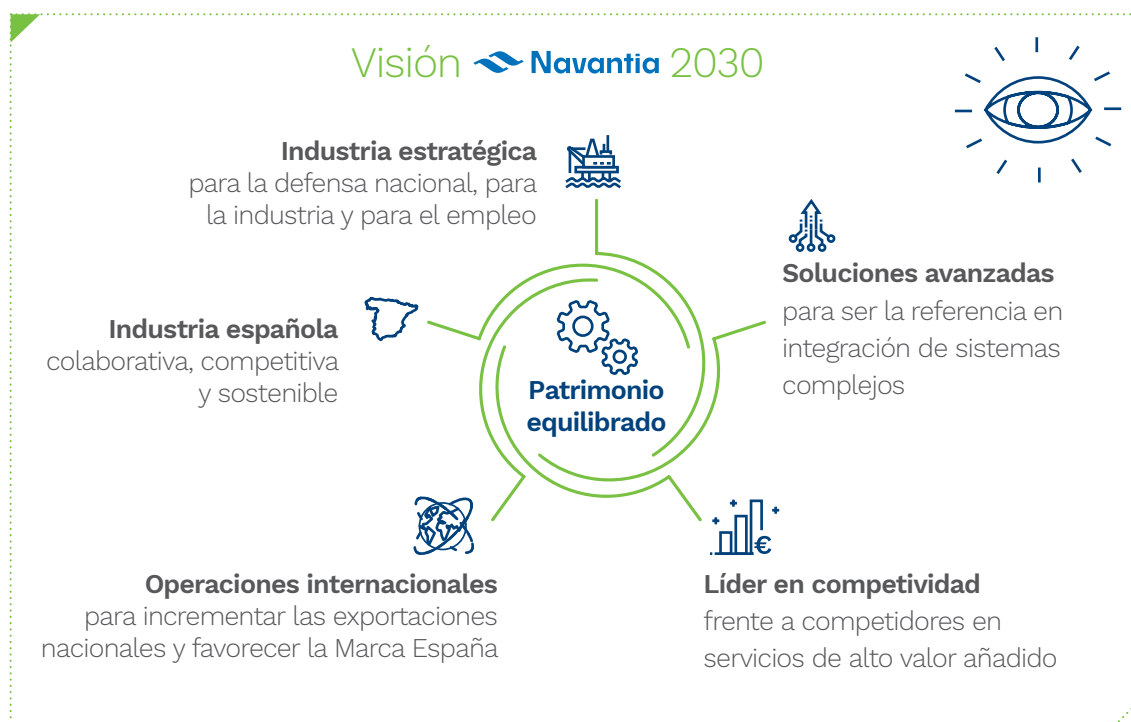 Visión Navantia 2030
Industria estratégica
para la defensa nacional, para
la industria y para el empleo
Soluciones avanzadas
para ser la referencia en
integración de sistemas
complejos
Industria española
colaborativa, competitiva
y sostenible
Patrimonio
equilibrado
Operaciones internacionales
para incrementar las exportaciones
nacionales y favorecer la Marca España
€
Líder en competividad
frente a competidores en
servicios de alto valor añadido